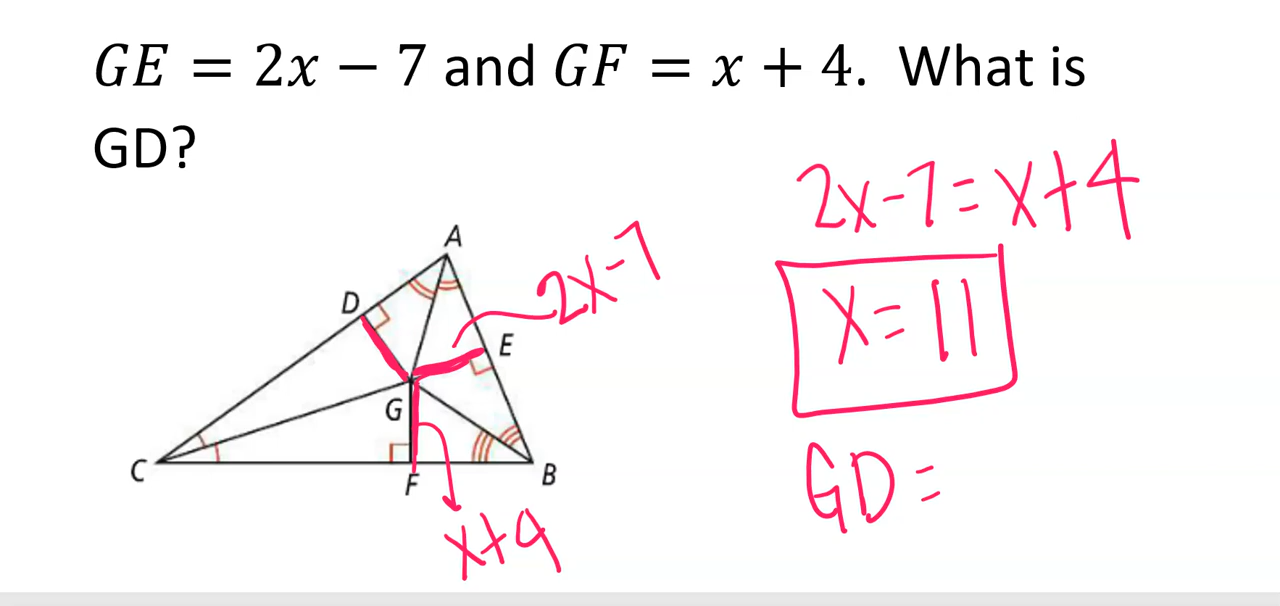 GE = 2x − 7 and GF = x + 4. What is
GD?
2x-7=x+4
A
2x-7
D
x=11
E
G
C
F
B
GD=
x+4